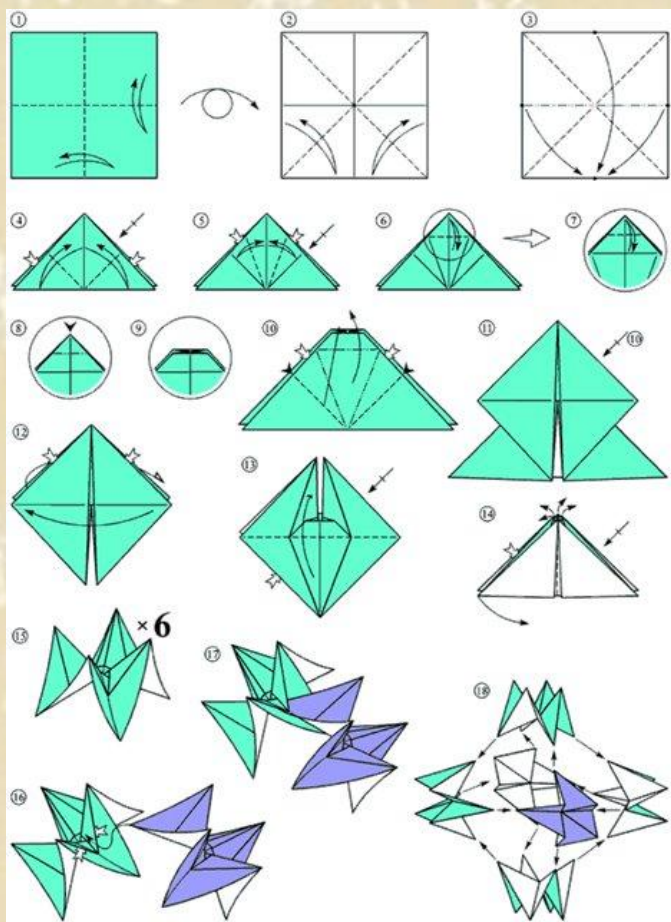 ① ② ③
④ ⑤ ⑥ ⑦
⑧ ⑨ ⑩ ⑪ ⑩
⑫ ⑬ ⑭
⑮ × 6 ⑰ ⑱
⑯